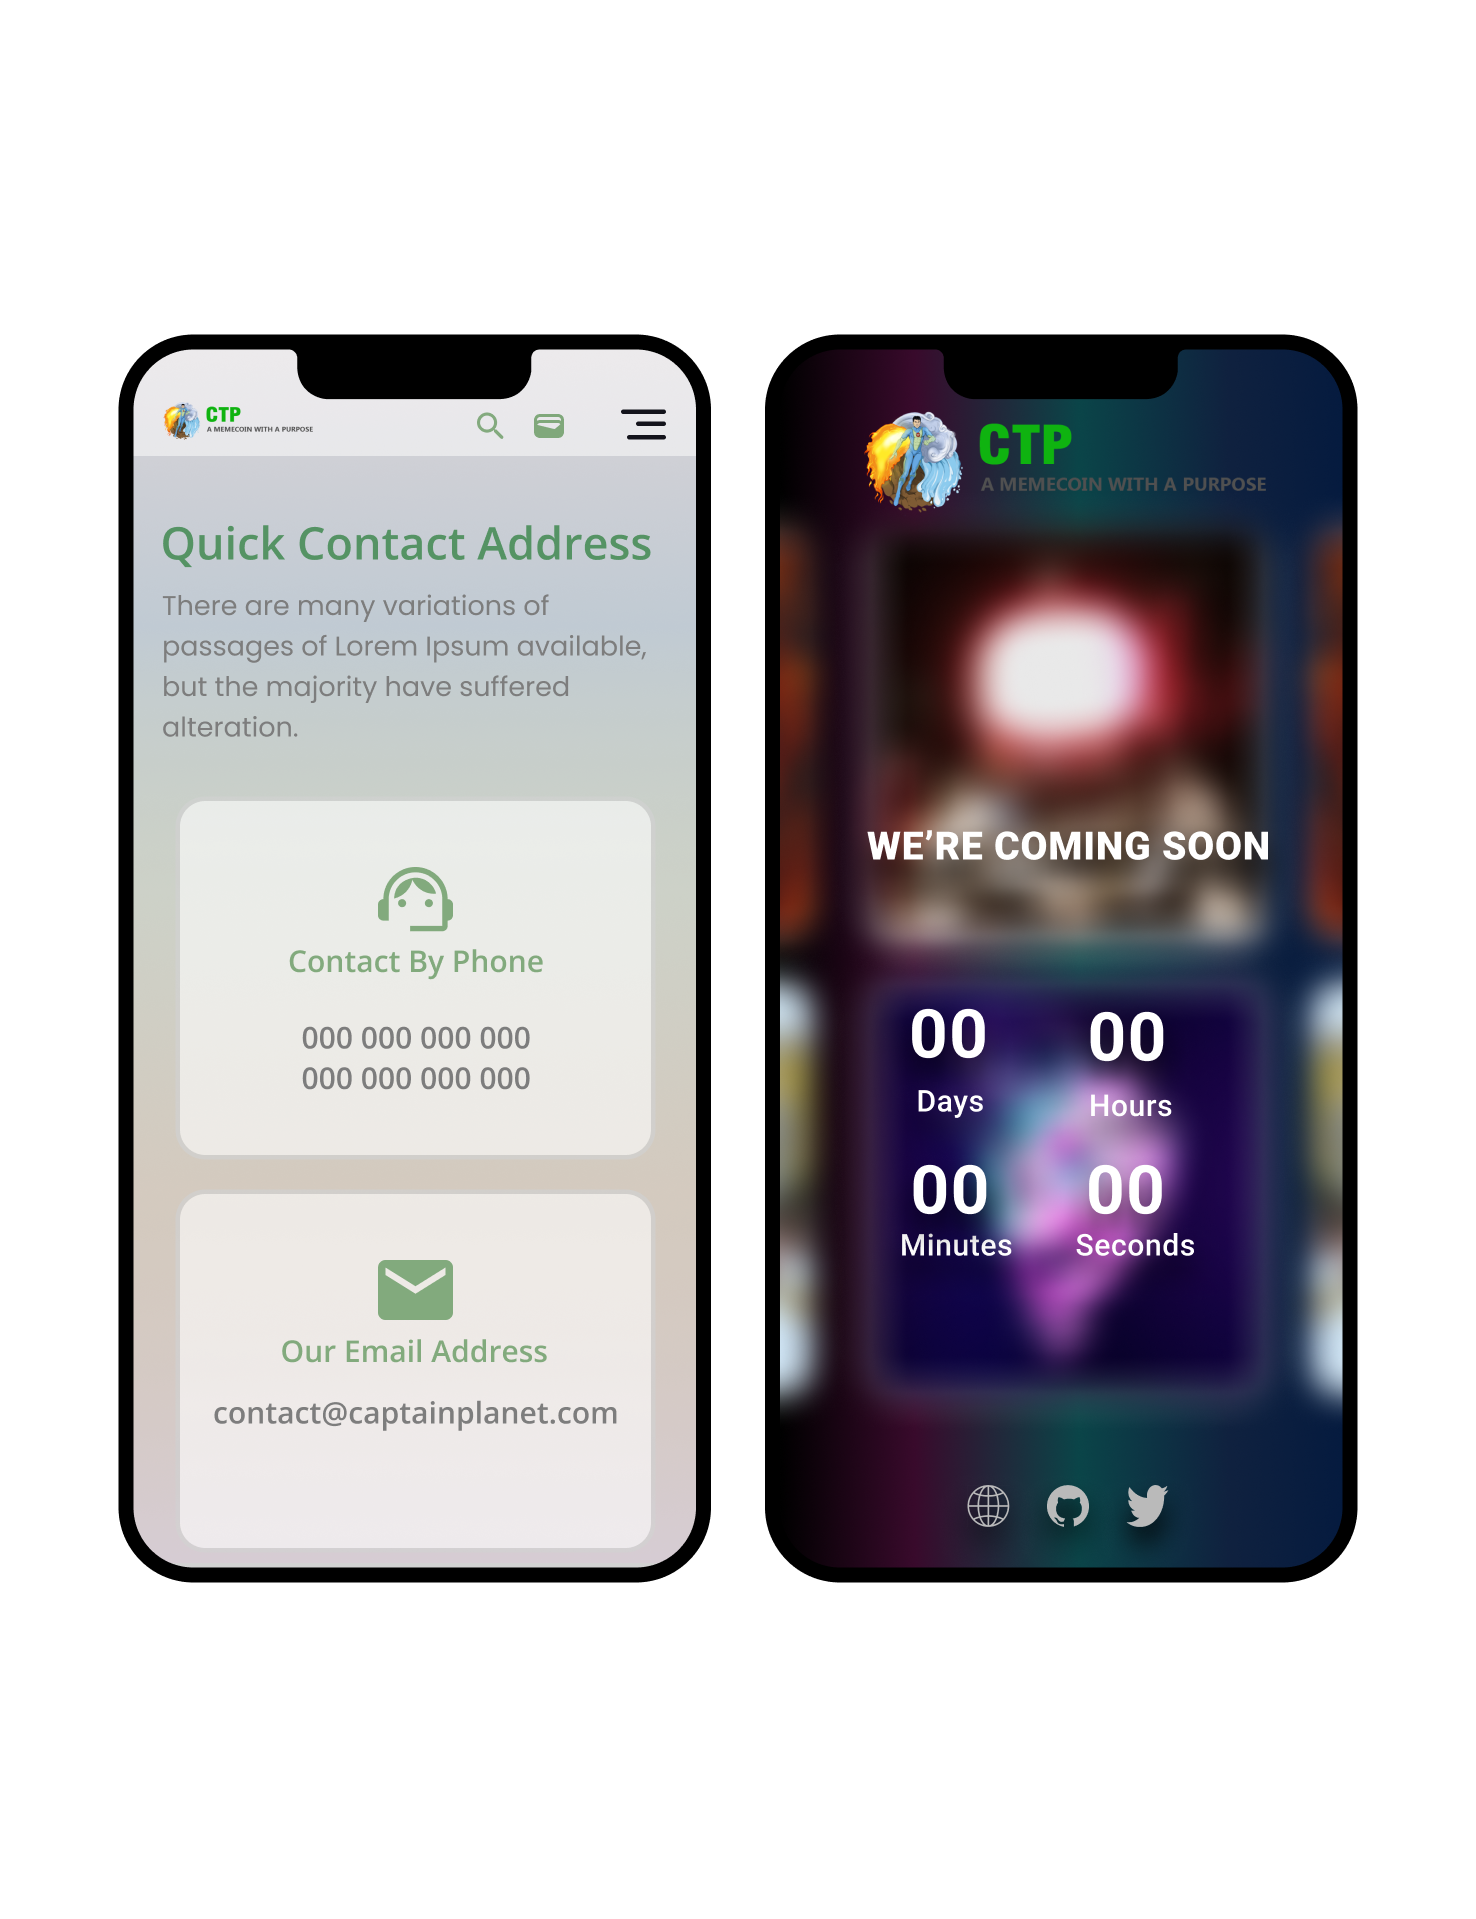 CTP
A MEMECOIN WITH A PURPOSE
Quick Contact Address
There are many variations of
passages of Lorem Ipsum available,
but the majority have suffered
alteration.
Contact By Phone
000 000 000 000
000 000 000 000
Our Email Address
contact@captainplanet.com
CTP
A MEMECOIN WITH A PURPOSE
WE’RE COMING SOON
00 00
Days Hours
00 00
Minutes Seconds